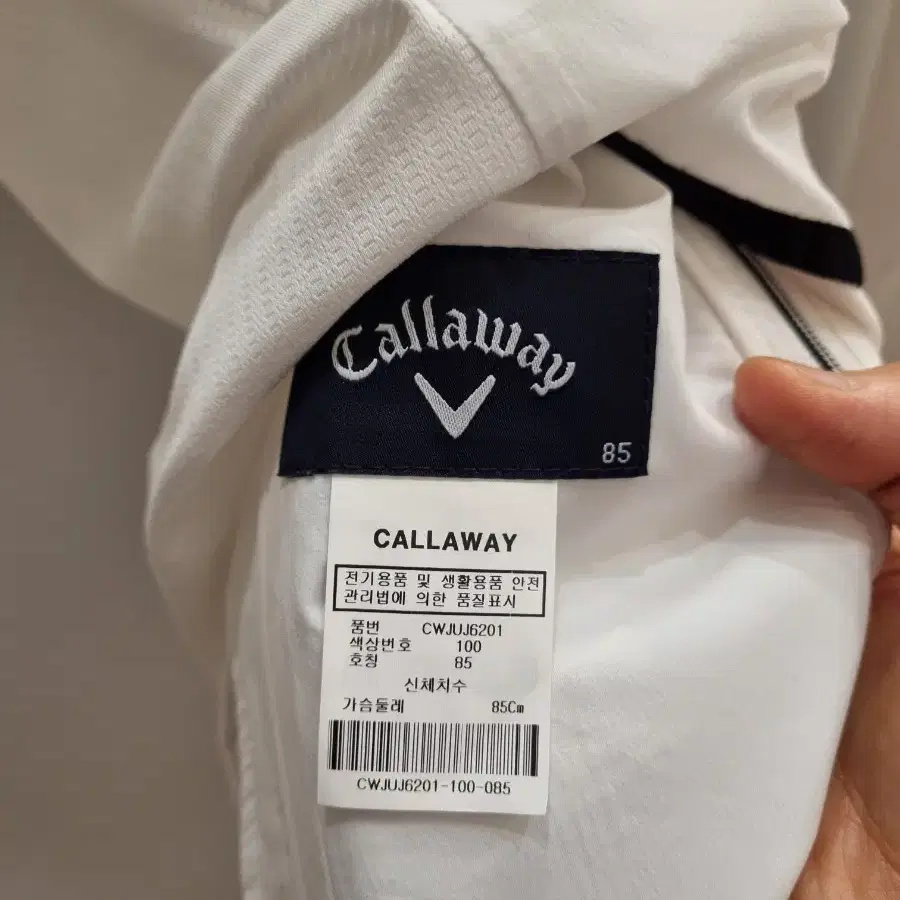 Callaway
85
CALLAWAY
전기용품 및 생활용품 안전
관리법에 의한 품질표시
품번 CWJUJ6201
색상번호 100
호칭 85
신체치수
가슴둘레 85Cm
CWJUJ6201-100-085